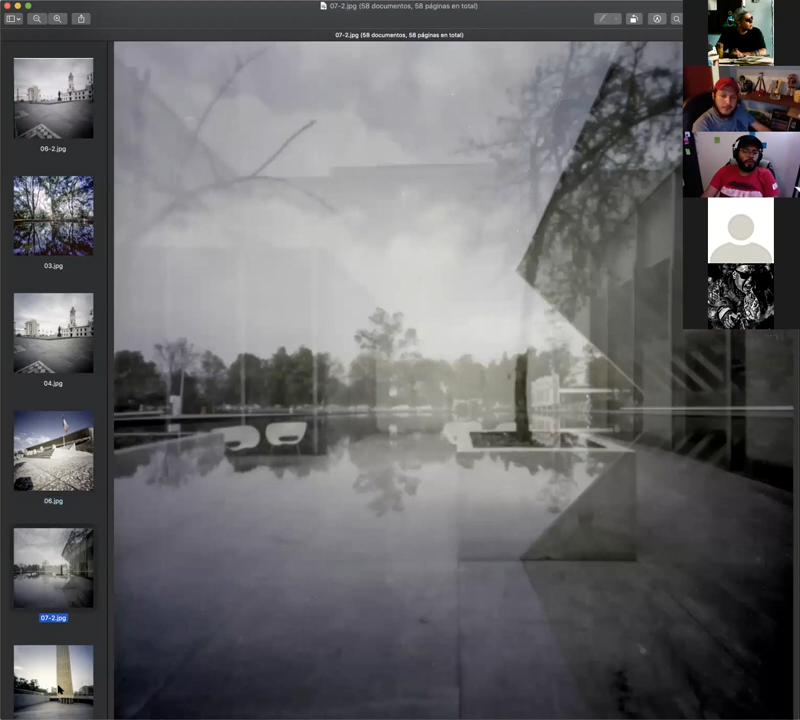 07-2.jpg (58 documentos, 58 páginas en total)
07-2.jpg (58 documentos, 58 páginas en total)
06-2.jpg
03.jpg
04.jpg
06.jpg
07-2.jpg